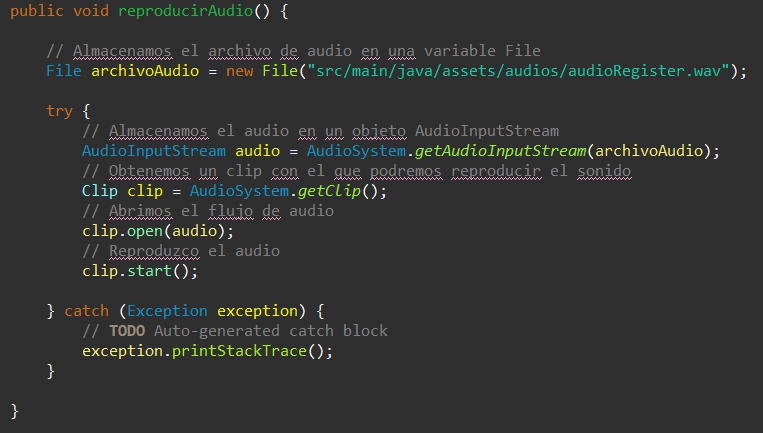 public void reproducirAudio() {
// Almacenamos el archivo de audio en una variable File
File archivoAudio = new File("src/main/java/assets/audios/audioRegister.wav");
try {
// Almacenamos el audio en un objeto AudioInputStream
AudioInputStream audio = AudioSystem.getAudioInputStream(archivoAudio);
// Obtenemos un clip con el que podremos reproducir el sonido
Clip clip = AudioSystem.getClip();
// Abrimos el flujo de audio
clip.open(audio);
// Reproduzco el audio
clip.start();
} catch (Exception exception) {
// TODO Auto-generated catch block
exception.printStackTrace();
}
}